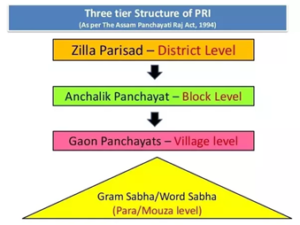 Three tier Structure of PRI
(As per The Assam Panchayati Raj Act, 1994)
Zilla Parisad – District Level
Anchalik Panchayat – Block Level
Gaon Panchayats – Village level
Gram Sabha/Word Sabha
(Para/Mouza level)